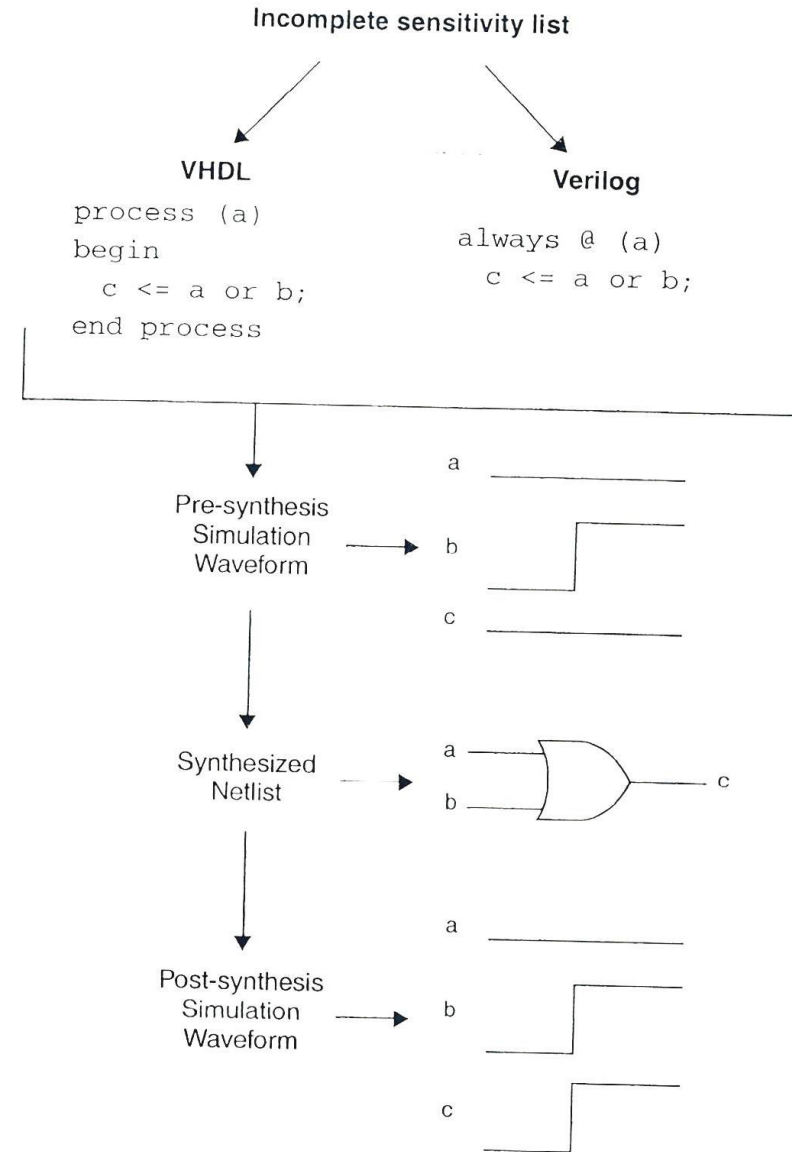 Incomplete sensitivity list
VHDL
process (a)
begin
c <= a or b;
end process
Verilog
always @ (a)
c <= a or b;
Pre-synthesis
Simulation
Waveform
a
b
c
Synthesized
Netlist
a
b
c
Post-synthesis
Simulation
Waveform
a
b
c